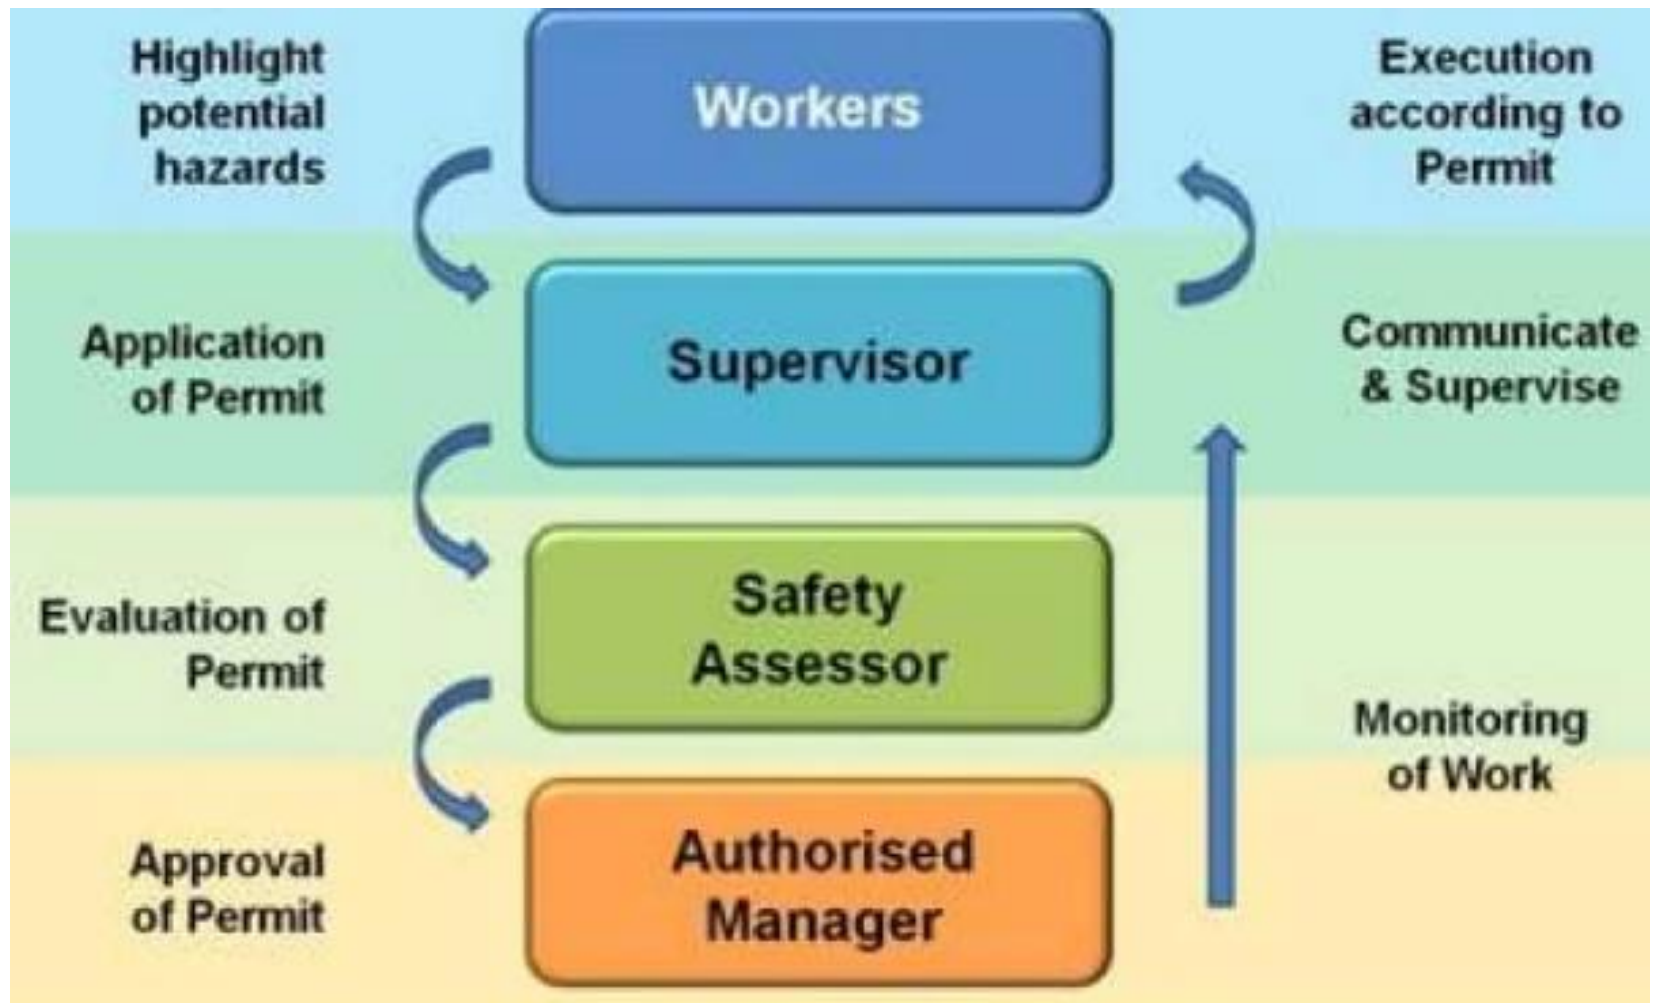 Highlight
potential
hazards
Workers
Execution
according to
Permit
Application
of Permit
Supervisor
Communicate
& Supervise
Evaluation of
Permit
Safety
Assessor
Monitoring
of Work
Approval
of Permit
Authorised
Manager